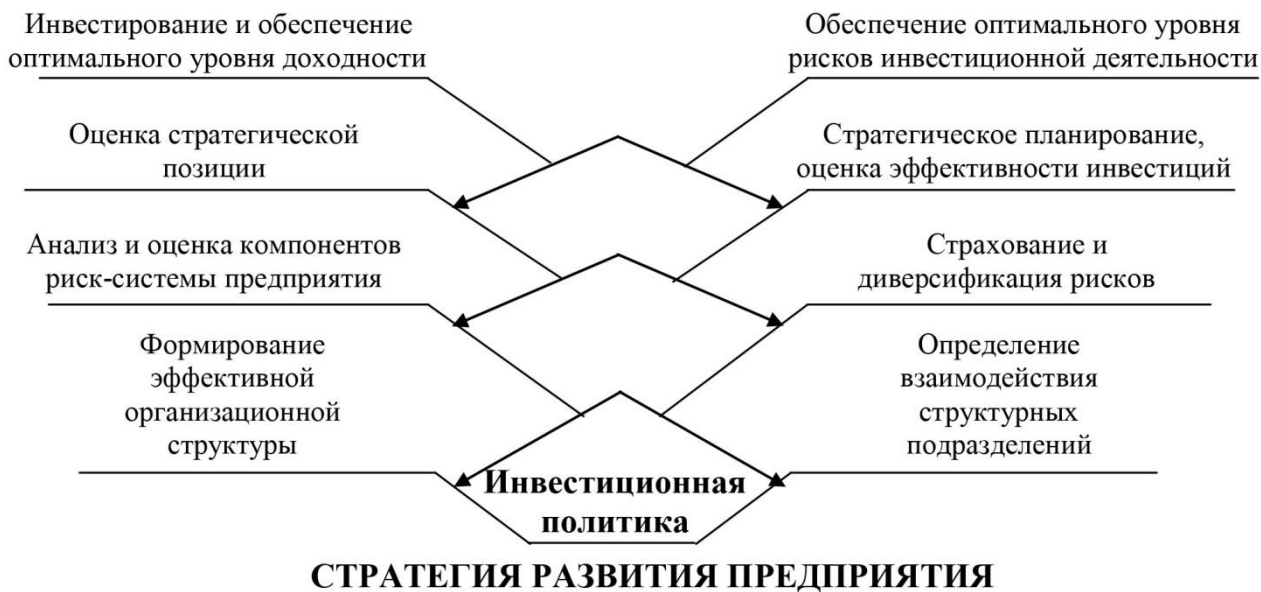 Инвестирование и обеспечение
оптимального уровня доходности
Обеспечение оптимального уровня
рисков инвестиционной деятельности
Оценка стратегической
позиции
Стратегическое планирование,
оценка эффективности инвестиций
Анализ и оценка компонентов
риск-системы предприятия
Страхование и
диверсификация рисков
Формирование
эффективной
организационной
структуры
Определение
взаимодействия
структурных
подразделений
Инвестиционная
политика
СТРАТЕГИЯ РАЗВИТИЯ ПРЕДПРИЯТИЯ